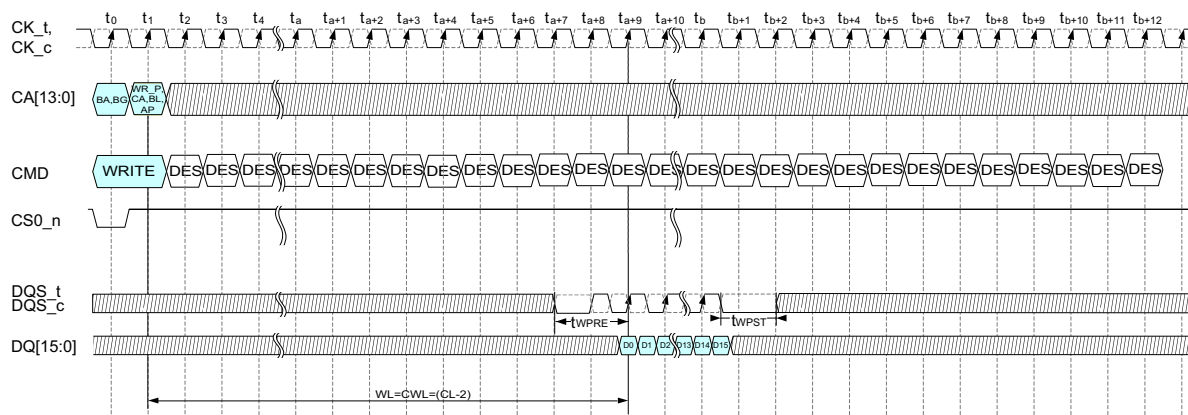 t0 t1 t2 t3 t4 ta ta+1 ta+2 ta+3 ta+4 ta+5 ta+6 ta+7 ta+8 ta+9 ta+10 tb tb+1 tb+2 tb+3 tb+4 tb+5 tb+6 tb+7 tb+8 tb+9 tb+10 tb+11 tb+12
CK_t,
CK_c
CA[13:0]
BA,BG
WR_P,
CA,BL,
AP
CMD
WRITE DES DES DES DES DES DES DES DES DES DES DES DES DES DES DES DES DES DES DES DES DES DES DES DES DES DES DES
CS0_n
DQS_t
DQS_c
tWPRE
tWPST
DQ[15:0]
D0 D1 D2 D13 D14 D15
WL=CWL=(CL-2)